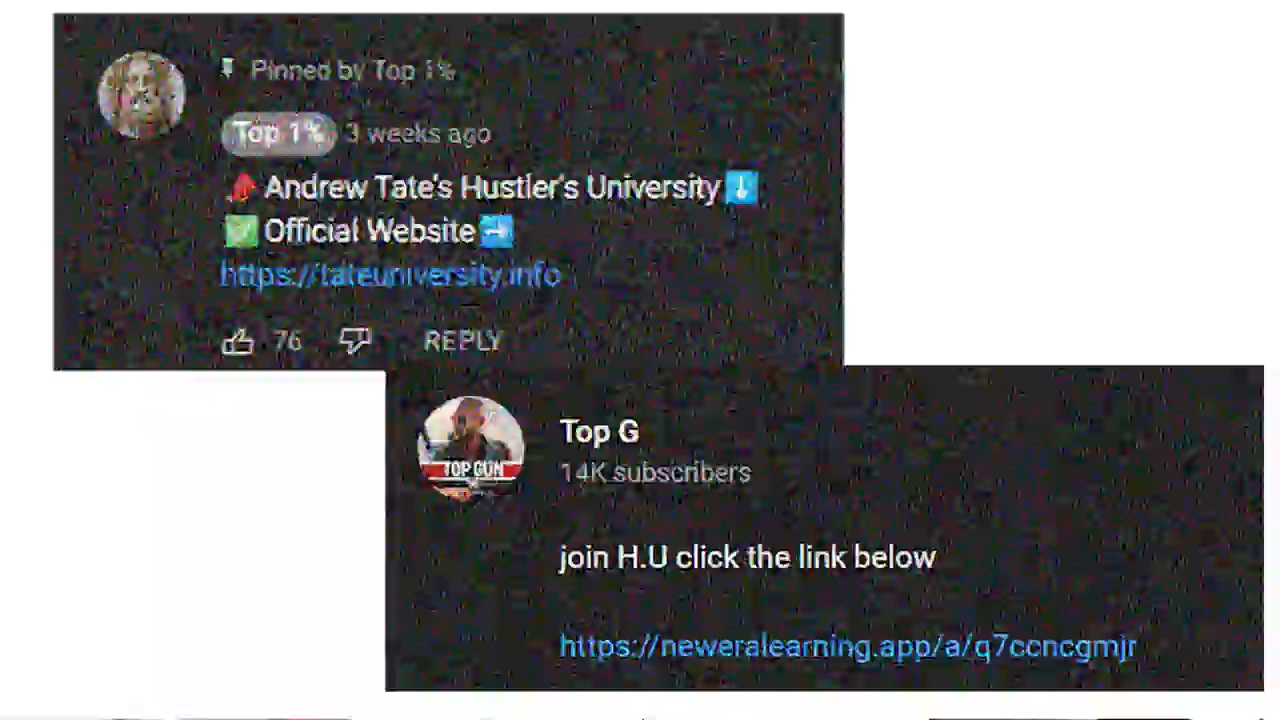 Pinned by Top 1%
Top 1% 3 weeks ago
Andrew Tate's Hustler's University
Official Website
https://tateuniversity.info
76 REPLY
TOP GUN
Top G
14K subscribers
join H.U click the link below
https://neweralearning.app/a/q7ccncgmjr